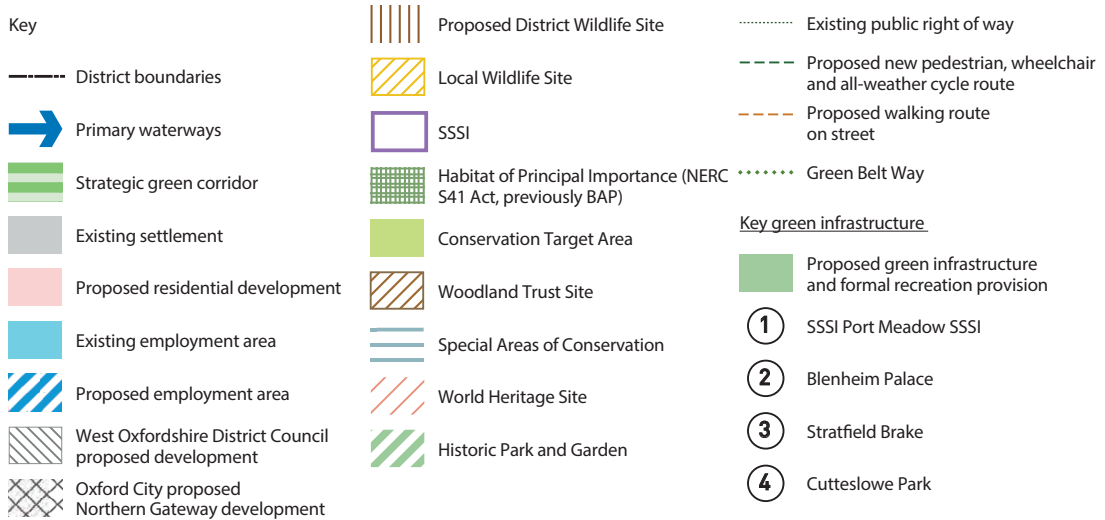 Key
District boundaries
Primary waterways
Strategic green corridor
Existing settlement
Proposed residential development
Existing employment area
Proposed employment area
West Oxfordshire District Council
proposed development
Oxford City proposed
Northern Gateway development
Proposed District Wildlife Site
Local Wildlife Site
SSSI
Habitat of Principal Importance (NERC
S41 Act, previously BAP)
Conservation Target Area
Woodland Trust Site
Special Areas of Conservation
World Heritage Site
Historic Park and Garden
Existing public right of way
Proposed new pedestrian, wheelchair
and all-weather cycle route
Proposed walking route
on street
Green Belt Way
Key green infrastructure
Proposed green infrastructure
and formal recreation provision
1 SSSI Port Meadow SSSI
2 Blenheim Palace
3 Stratfield Brake
4 Cutteslowe Park